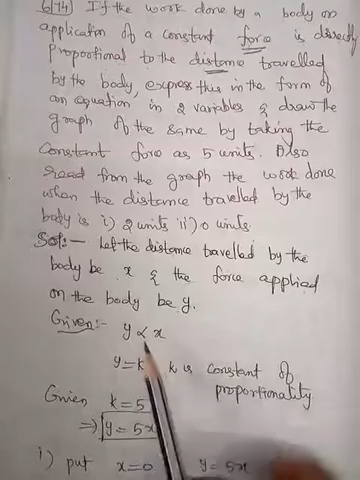 6(14) If the work done by a body on
application of a constant force is directly
proportional to the distance travelled
by the body, express this in the form of
an equation in 2 variables & draw the
graph of the same by taking the
constant force as 5 units. Also
read from the graph the work done
when the distance travelled by the
body is i) 2 units ii) 0 units.
Sol:- Let the distance travelled by the
body be x & the force applied
on the body be y.
Given:- y ∝ x
y = k k is constant of
proportionality
Given k = 5
⇒ y = 5x
i) put x = 0 y = 5x